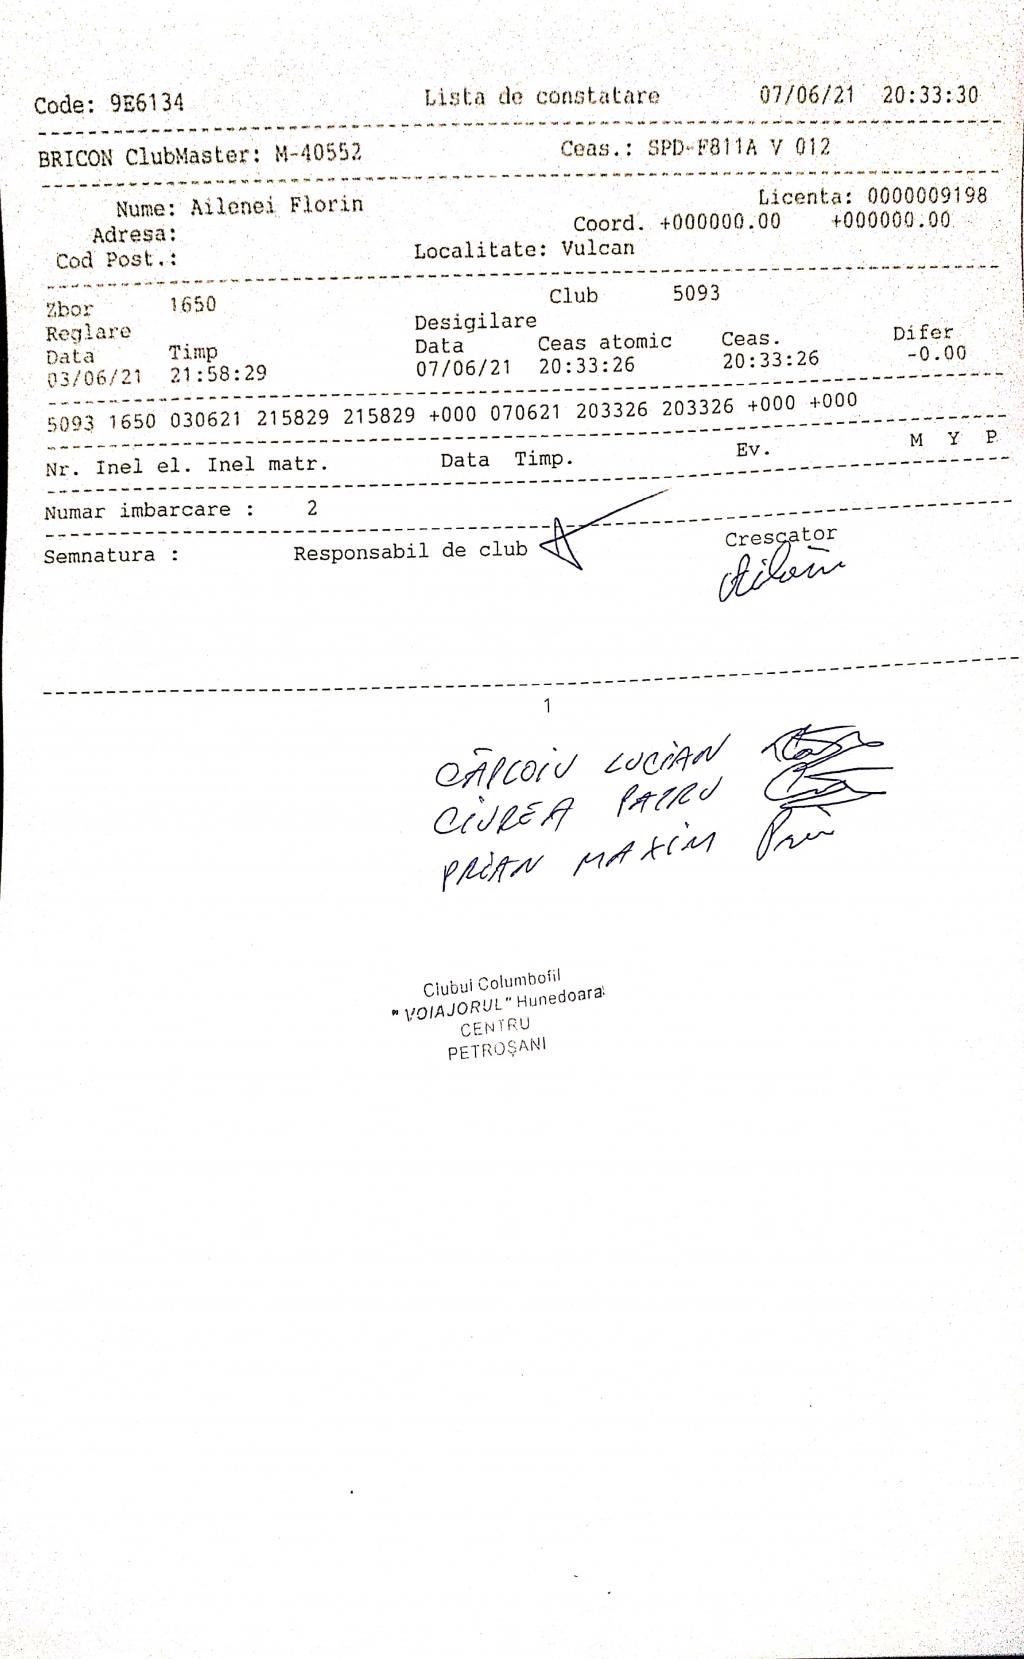 Code: 9E6134 Lista de constatare 07/06/21 20:33:30
BRICON ClubMaster: M-40552 Ceas.: SPD-F811A V 012
Nume: Ailenei Florin Licenta: 0000009198
Adresa: Coord. +000000.00 +000000.00
Cod Post.: Localitate: Vulcan
Zbor 1650 Club 5093
Reglare Desigilare
Data Timp Data Ceas atomic Ceas. Difer
03/06/21 21:58:29 07/06/21 20:33:26 20:33:26 -0.00
5093 1650 030621 215829 215829 +000 070621 203326 203326 +000 +000
Nr. Inel el. Inel matr. Data Timp. Ev. M Y P
Numar imbarcare : 2
Semnatura : Responsabil de club Crescator
1
CÂPCOIU LUCIAN
CIUREA PATRU
PRIAN MAXIM
Clubul Columbofil
"VOIAJORUL" Hunedoara
CENTRU
PETROȘANI